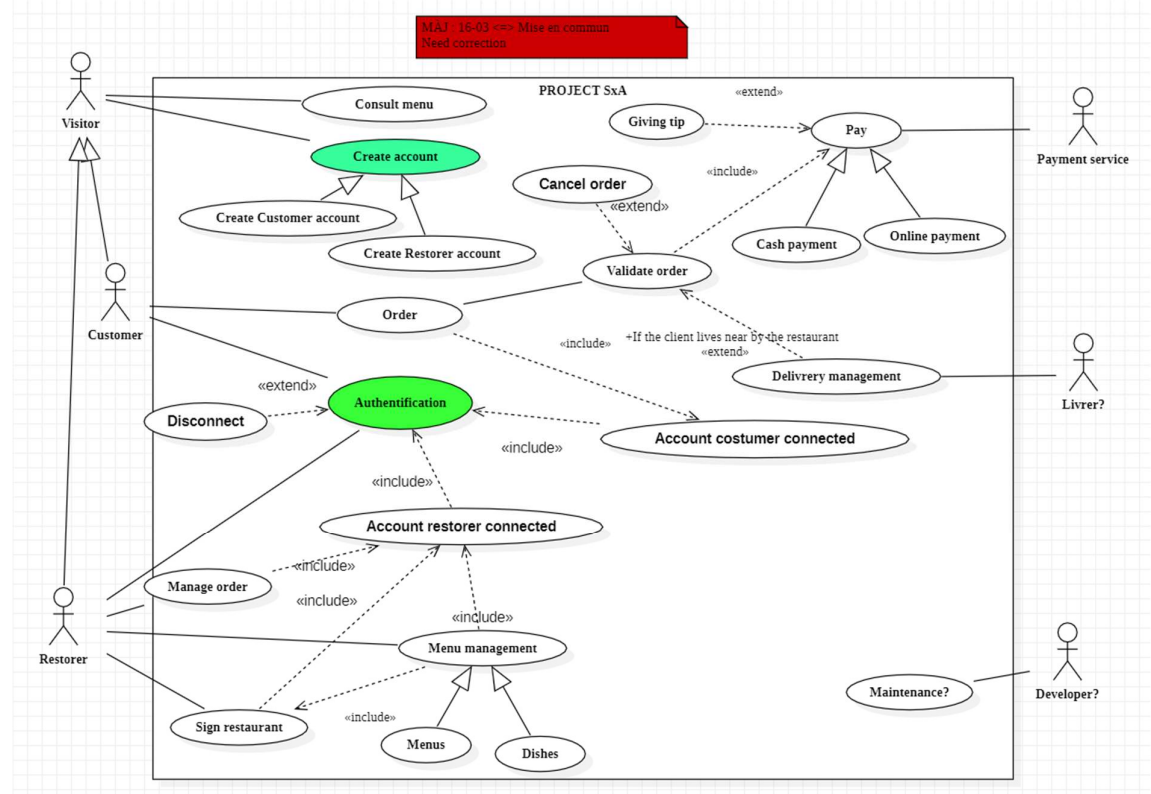 MÀJ : 16-03 <=> Mise en commun
Need correction
PROJECT SxA
Visitor
Consult menu
«extend»
Giving tip
Pay
Payment service
Create account
Cancel order
«include»
«extend»
Create Customer account
Create Restorer account
Cash payment
Online payment
Validate order
Customer
Order
«include»
+If the client lives near by the restaurant
«extend»
Delivrery management
Livrer?
«extend»
Authentification
Disconnect
Account costumer connected
«include»
«include»
Account restorer connected
«include»
Manage order
«include»
«include»
Restorer
Menu management
Maintenance?
Developer?
Sign restaurant
«include»
Menus
Dishes